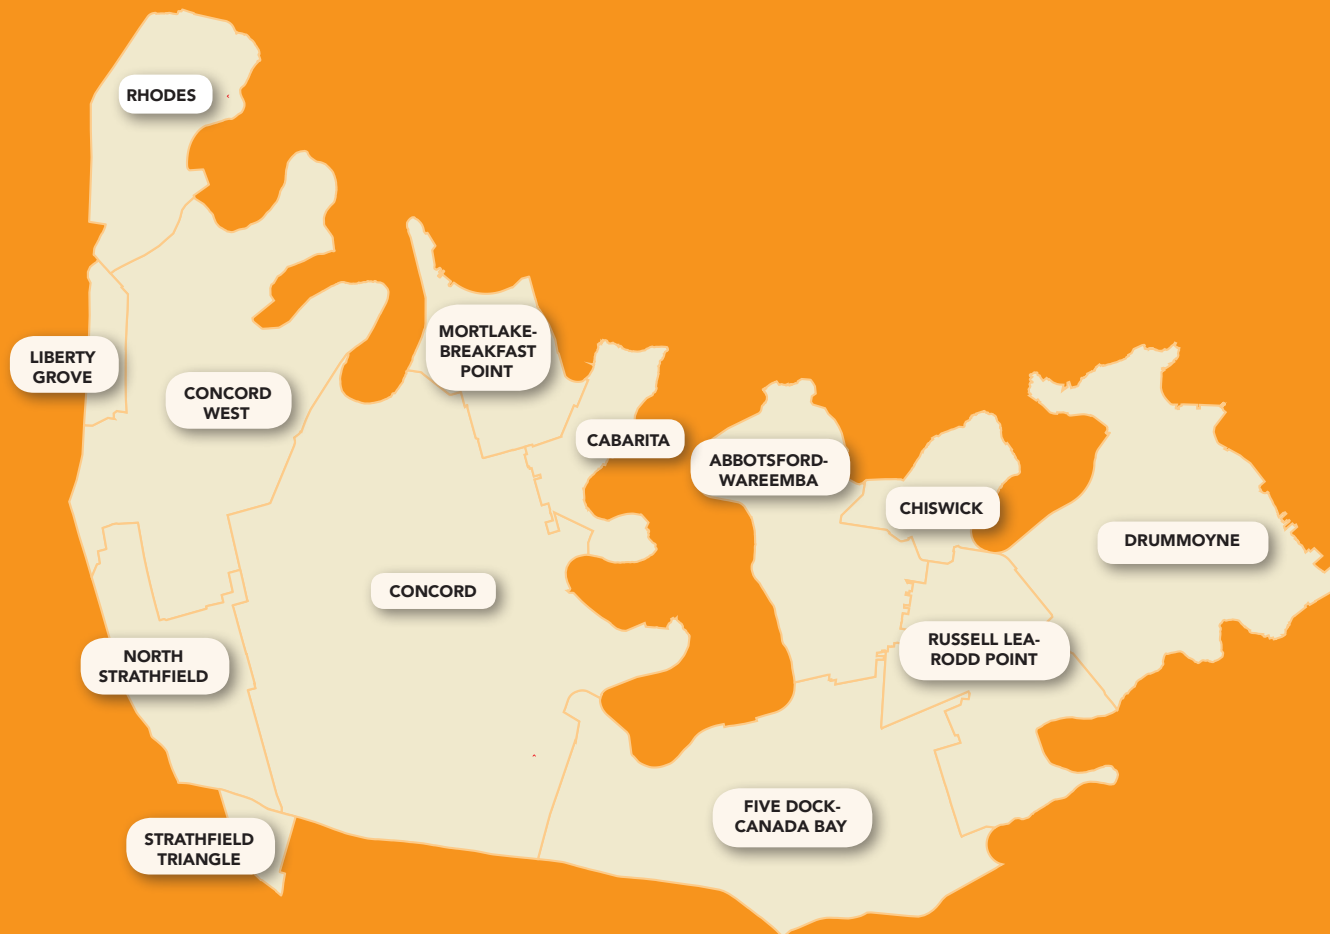 RHODES
LIBERTY
GROVE
CONCORD
WEST
MORTLAKE-
BREAKFAST
POINT
CABARITA
ABBOTSFORD-
WAREEMBA
CHISWICK
DRUMMOYNE
CONCORD
RUSSELL LEA-
RODD POINT
NORTH
STRATHFIELD
FIVE DOCK-
CANADA BAY
STRATHFIELD
TRIANGLE